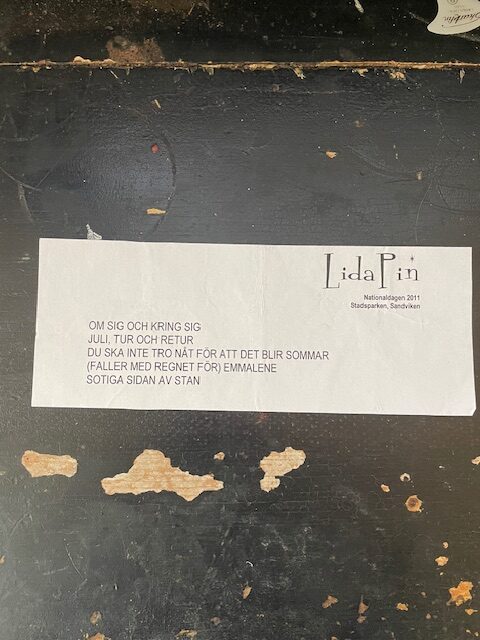 Lida Pin
Nationaldagen 2011
Stadsparken, Sandviken
OM SIG OCH KRING SIG
JULI, TUR OCH RETUR
DU SKA INTE TRO NÅT FÖR ATT DET BLIR SOMMAR
(FALLER MED REGNET FÖR) EMMALENE
SOTIGA SIDAN AV STAN